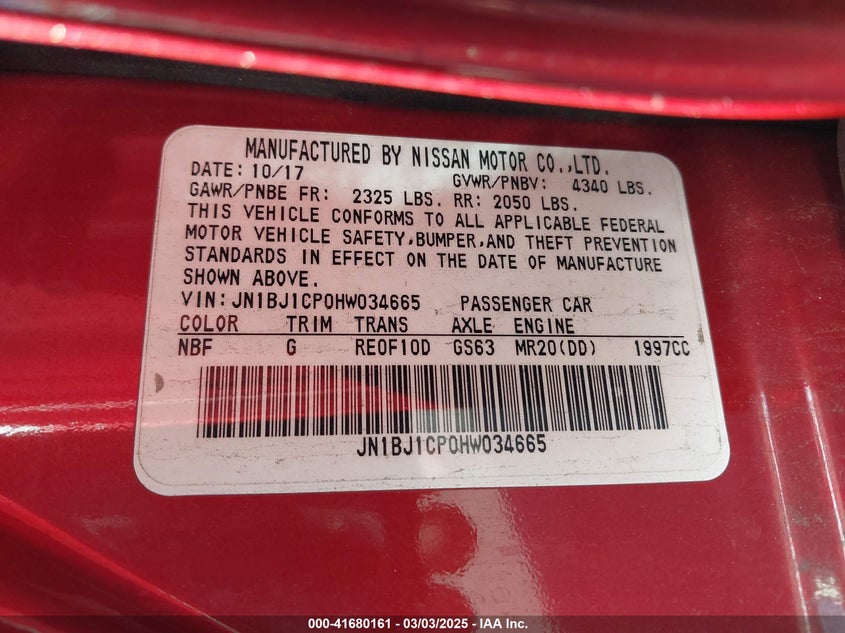 MANUFACTURED BY NISSAN MOTOR CO.,LTD.
DATE: 10/17 GVWR/PNBV: 4340 LBS.
GAWR/PNBE FR: 2325 LBS. RR: 2050 LBS.
THIS VEHICLE CONFORMS TO ALL APPLICABLE FEDERAL
MOTOR VEHICLE SAFETY,BUMPER,AND THEFT PREVENTION
STANDARDS IN EFFECT ON THE DATE OF MANUFACTURE
SHOWN ABOVE.
VIN: JN1BJ1CP0HW034665 PASSENGER CAR
COLOR TRIM TRANS AXLE ENGINE
NBF G RE0F10D GS63 MR20(DD) 1997CC
JN1BJ1CP0HW034665
000-41680161 - 03/03/2025 - IAA Inc.